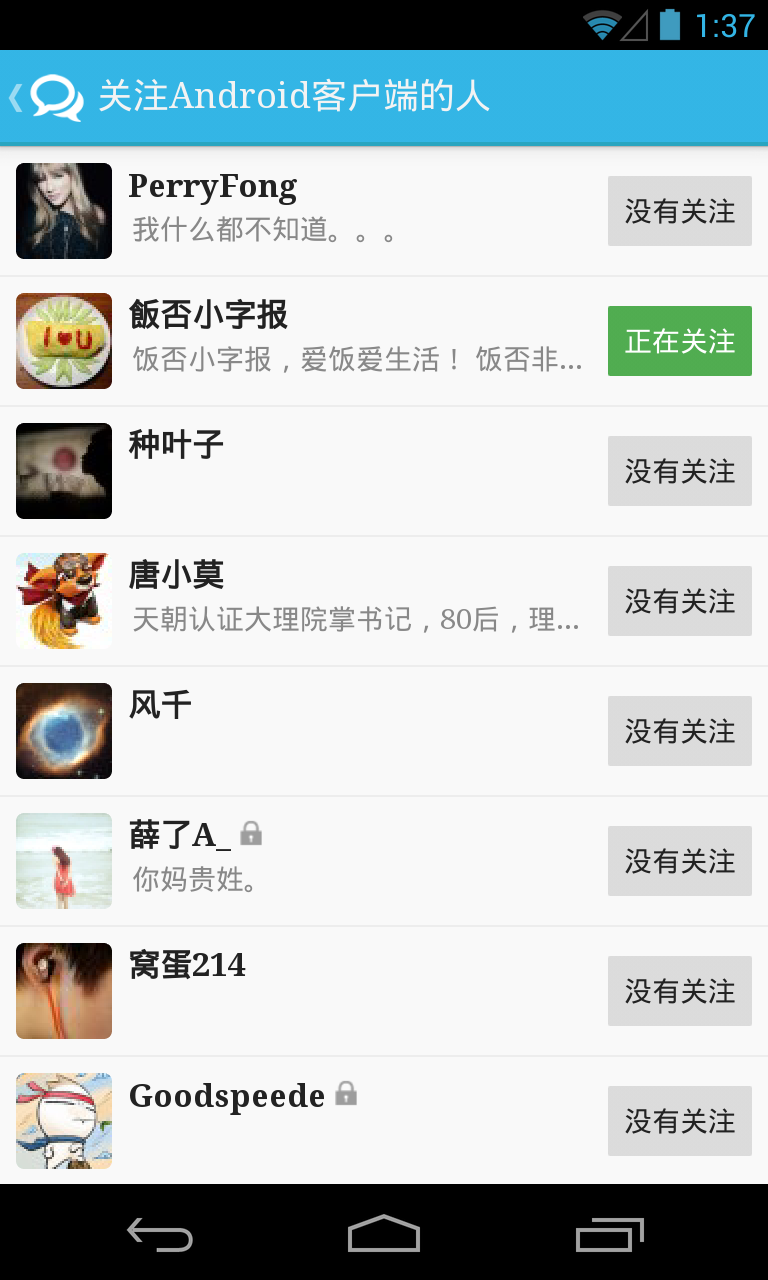 1:37
关注Android客户端的人
PerryFong
我什么都不知道。。。
没有关注
飯否小字报
饭否小字报，爱饭爱生活！ 饭否非...
正在关注
I ♥ U
种叶子
没有关注
唐小莫
天朝认证大理院掌书记，80后，理...
没有关注
风千
没有关注
薛了A_
你妈贵姓。
没有关注
窝蛋214
没有关注
Goodspeede
没有关注